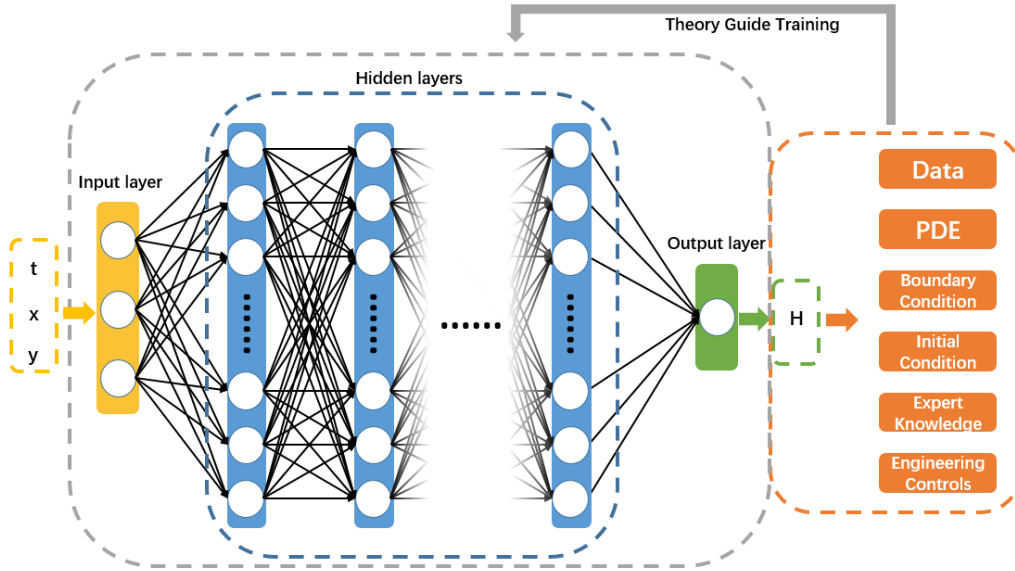 Theory Guide Training
Hidden layers
Input layer
t
x
y
Output layer
H
Data
PDE
Boundary
Condition
Initial
Condition
Expert
Knowledge
Engineering
Controls